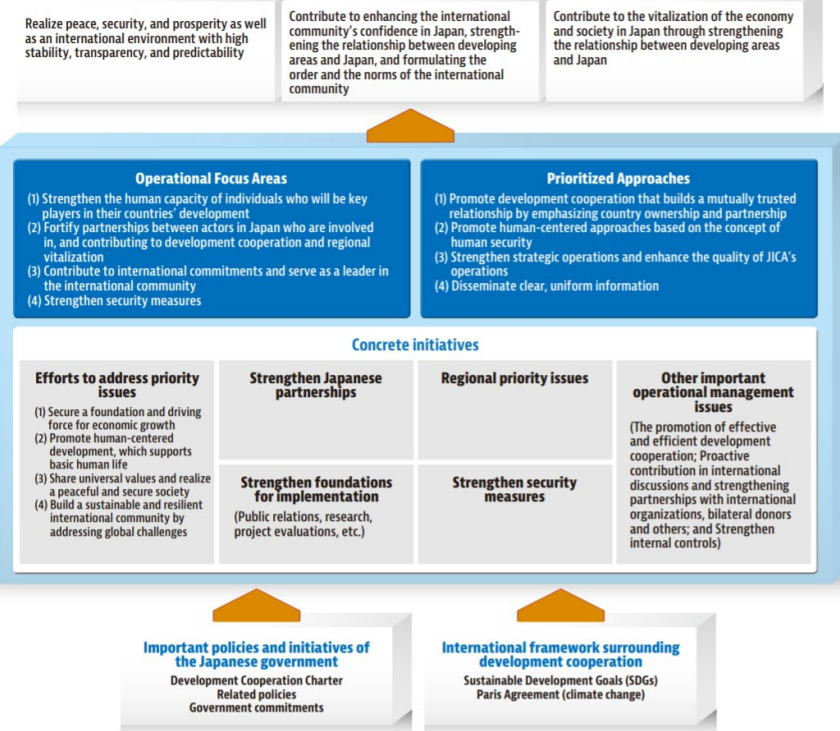 Realize peace, security, and prosperity as well
as an international environment with high
stability, transparency, and predictability
Contribute to enhancing the international
community's confidence in Japan, strength-
ening the relationship between developing
areas and Japan, and formulating the
order and the norms of the international
community
Contribute to the vitalization of the economy
and society in Japan through strengthening
the relationship between developing areas
and Japan
Operational Focus Areas
(1) Strengthen the human capacity of individuals who will be key
players in their countries' development
(2) Fortify partnerships between actors in Japan who are involved
in, and contributing to development cooperation and regional
vitalization
(3) Contribute to international commitments and serve as a leader in
the international community
(4) Strengthen security measures
Prioritized Approaches
(1) Promote development cooperation that builds a mutually trusted
relationship by emphasizing country ownership and partnership
(2) Promote human-centered approaches based on the concept of
human security
(3) Strengthen strategic operations and enhance the quality of JICA's
operations
(4) Disseminate clear, uniform information
Concrete initiatives
Efforts to address priority
issues
(1) Secure a foundation and driving
force for economic growth
(2) Promote human-centered
development, which supports
basic human life
(3) Share universal values and realize
a peaceful and secure society
(4) Build a sustainable and resilient
international community by
addressing global challenges
Strengthen Japanese
partnerships
Regional priority issues
Strengthen foundations
for implementation
(Public relations, research,
project evaluations, etc.)
Strengthen security
measures
Other important
operational management
issues
(The promotion of effective
and efficient development
cooperation; Proactive
contribution in international
discussions and strengthening
partnerships with international
organizations, bilateral donors
and others; and Strengthen
internal controls)
Important policies and initiatives of
the Japanese government
Development Cooperation Charter
Related policies
Government commitments
International framework surrounding
development cooperation
Sustainable Development Goals (SDGs)
Paris Agreement (climate change)